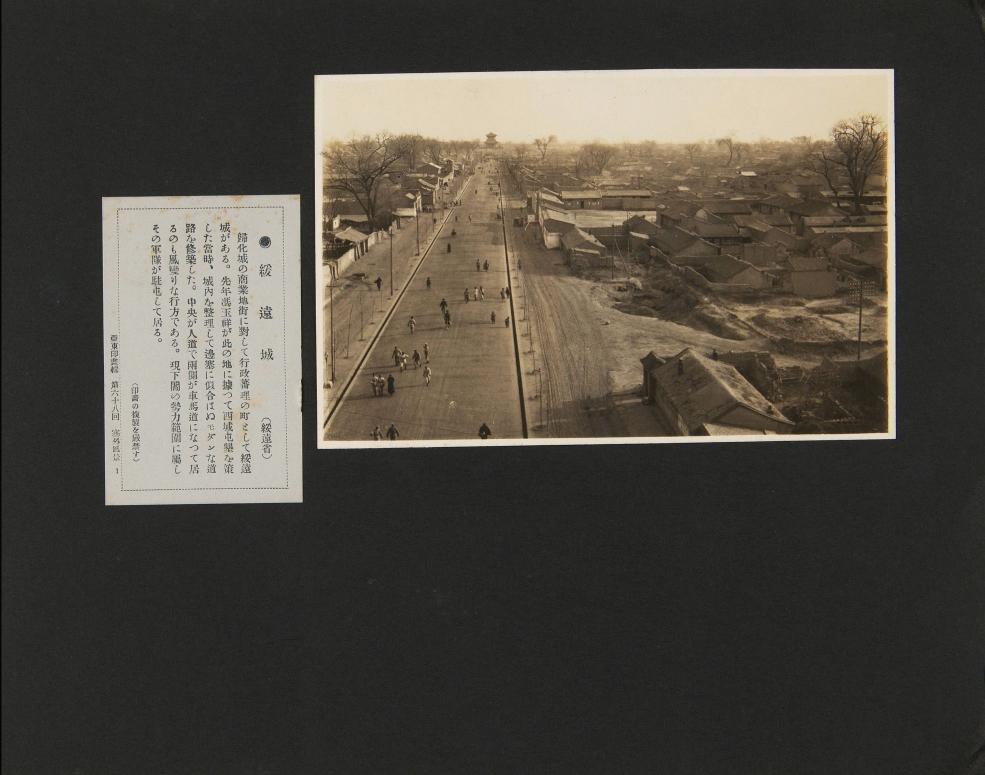 ●綏遠城 （綏遠省）
歸化城の商業地街に對して行政蕃理の町として綏遠
城がある。先年馮玉祥が此の地に據つて西域屯墾を策
した當時、城內を整理して邊塞に似合はぬモダンな道
路を修築した。中央が人道で兩側が車馬道になつて居
るのも風變りな行方である。現下閻の勢力範圍に屬し
その軍隊が駐屯して居る。
（印畫の複製を嚴禁す）
亞東印畫輯 第六十八回 塞外風景 1